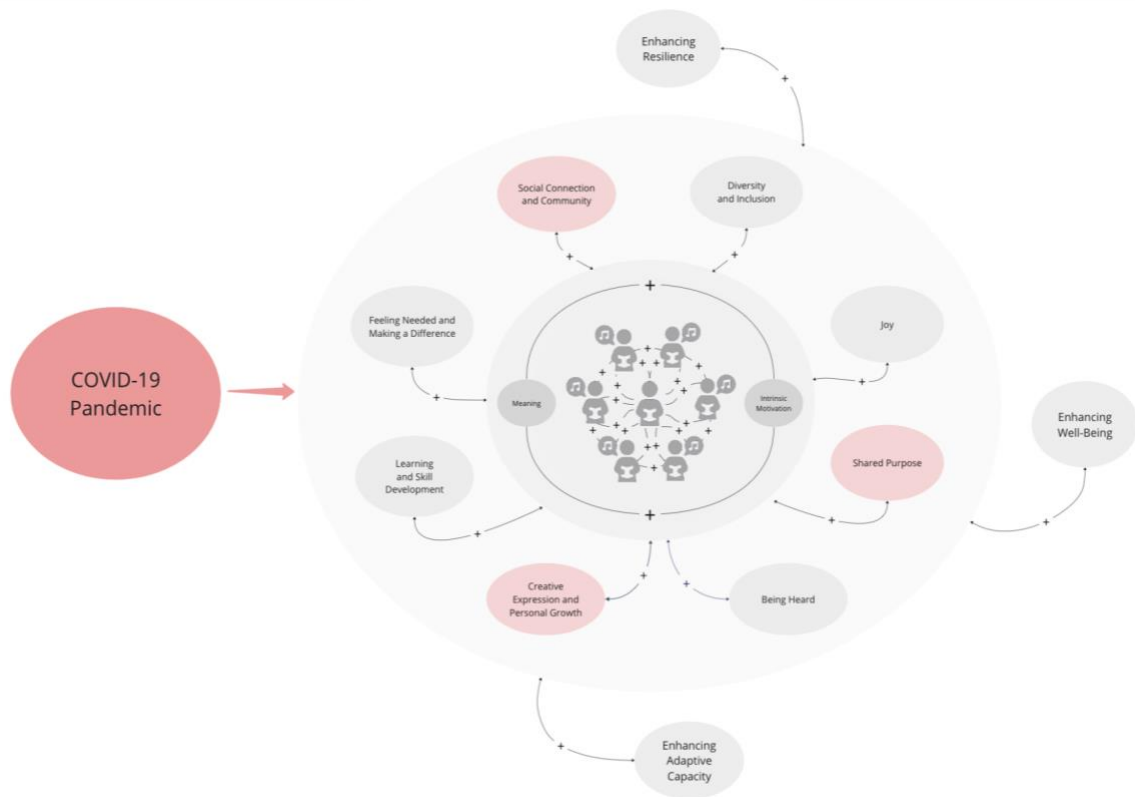 Enhancing
Resilience
Social Connection
and Community
Diversity
and Inclusion
Feeling Needed and
Making a Difference
Joy
COVID-19
Pandemic
Meaning
Intrinsic
Motivation
Enhancing
Well-Being
Learning
and Skill
Development
Shared Purpose
Creative
Expression and
Personal Growth
Being Heard
Enhancing
Adaptive
Capacity